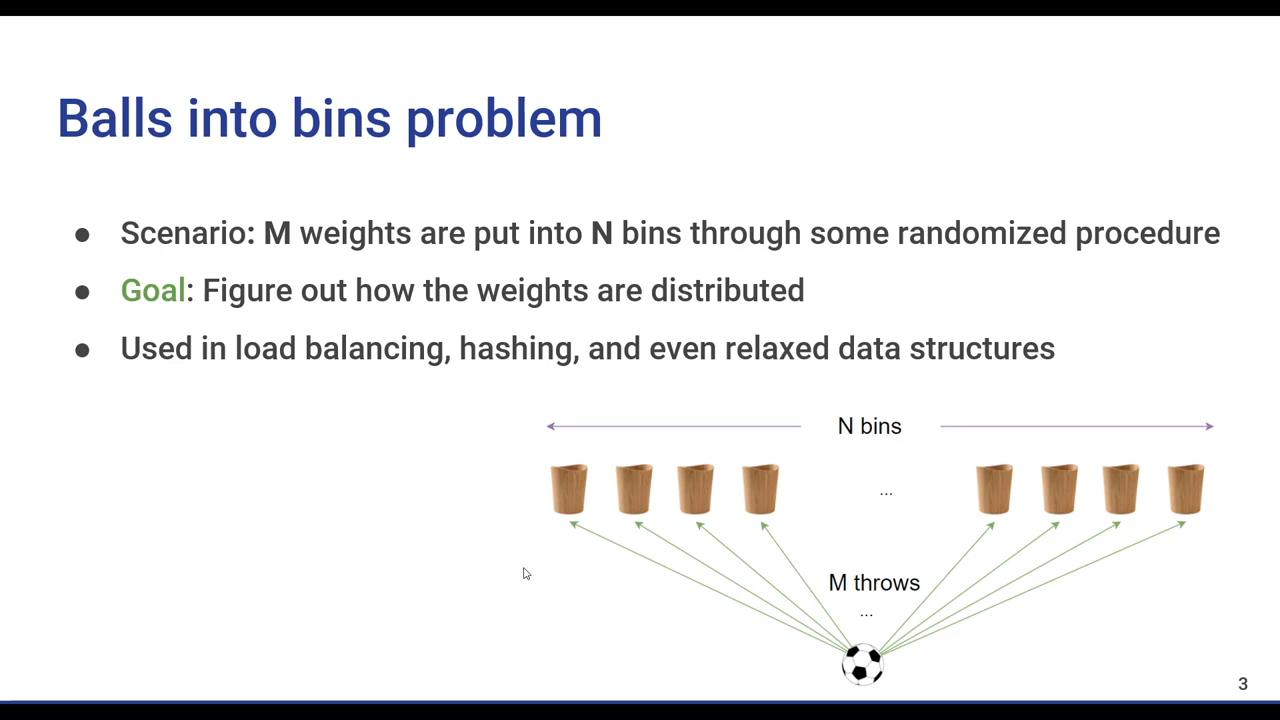 Balls into bins problem
● Scenario: M weights are put into N bins through some randomized procedure
● Goal: Figure out how the weights are distributed
● Used in load balancing, hashing, and even relaxed data structures
N bins
...
M throws
...
3